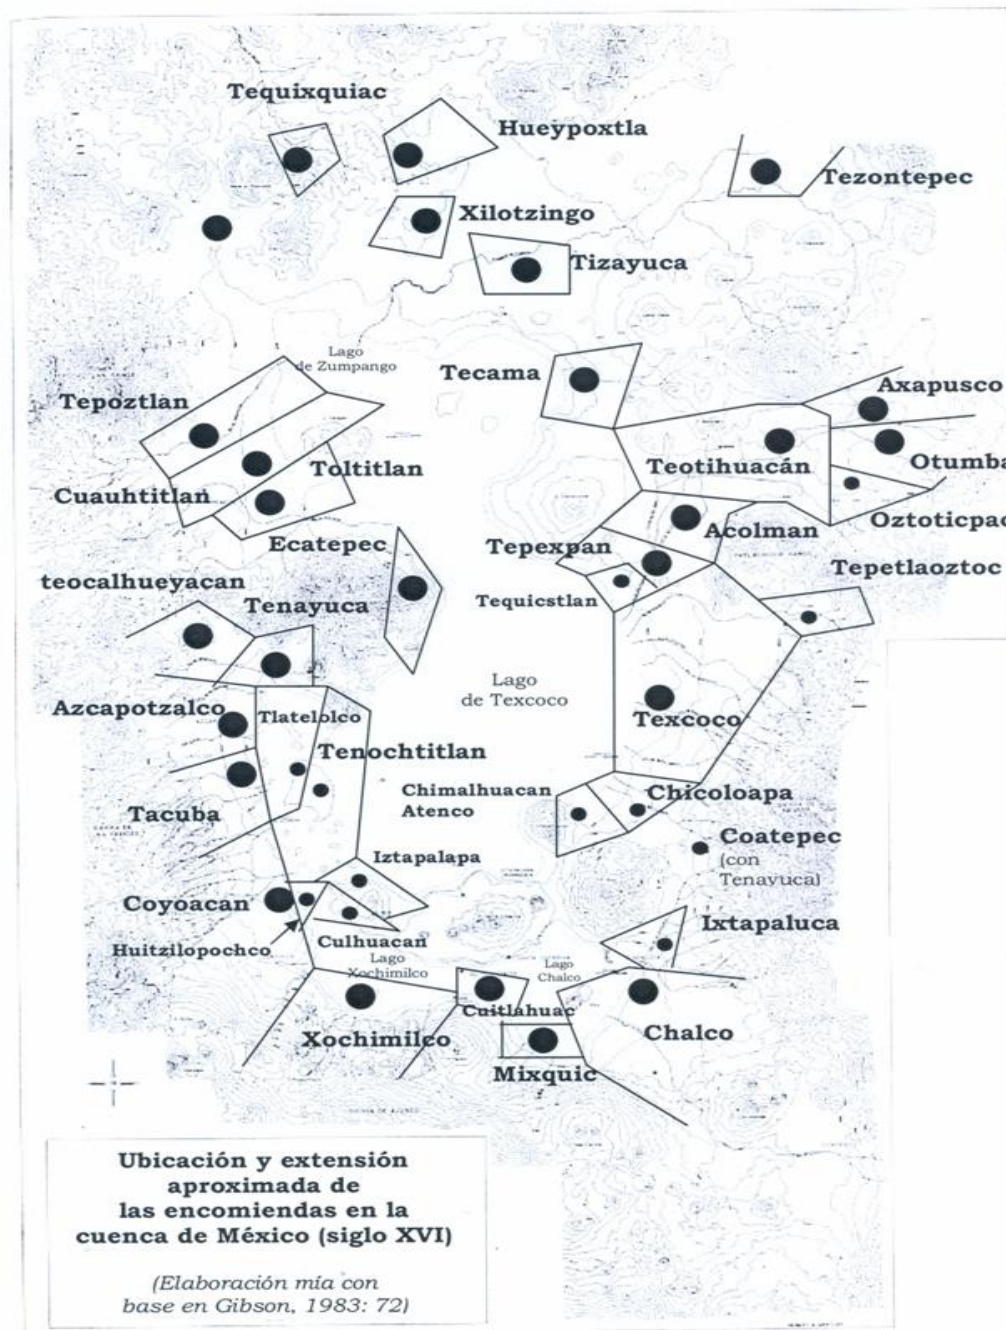 Tequixquiac
Hueypoxtla
Tezontepec
Xilotzingo
Tizayuca
Lago
de Zumpango
Tecama
Axapusco
Tepoztlan
Teotihuacán
Otumba
Toltitlan
Cuauhtitlan
Oztoticpac
Acolman
Ecatepec
Tepexpan
Tepetlaoztoc
teocalhueyacan
Tequicstlan
Tenayuca
Lago
de Texcoco
Azcapotzalco
Tlatelolco
Texcoco
Tenochtitlan
Chimalhuacan
Atenco
Chicoloapa
Tacuba
Coatepec
(con
Tenayuca)
Iztapalapa
Coyoacan
Ixtapaluca
Huitzilopochco
Culhuacan
Lago
Xochimilco
Lago
Chalco
Cuitlahuac
Xochimilco
Chalco
Mixquic
Ubicación y extensión
aproximada de
las encomiendas en la
cuenca de México (siglo XVI)
(Elaboración mía con
base en Gibson, 1983: 72)